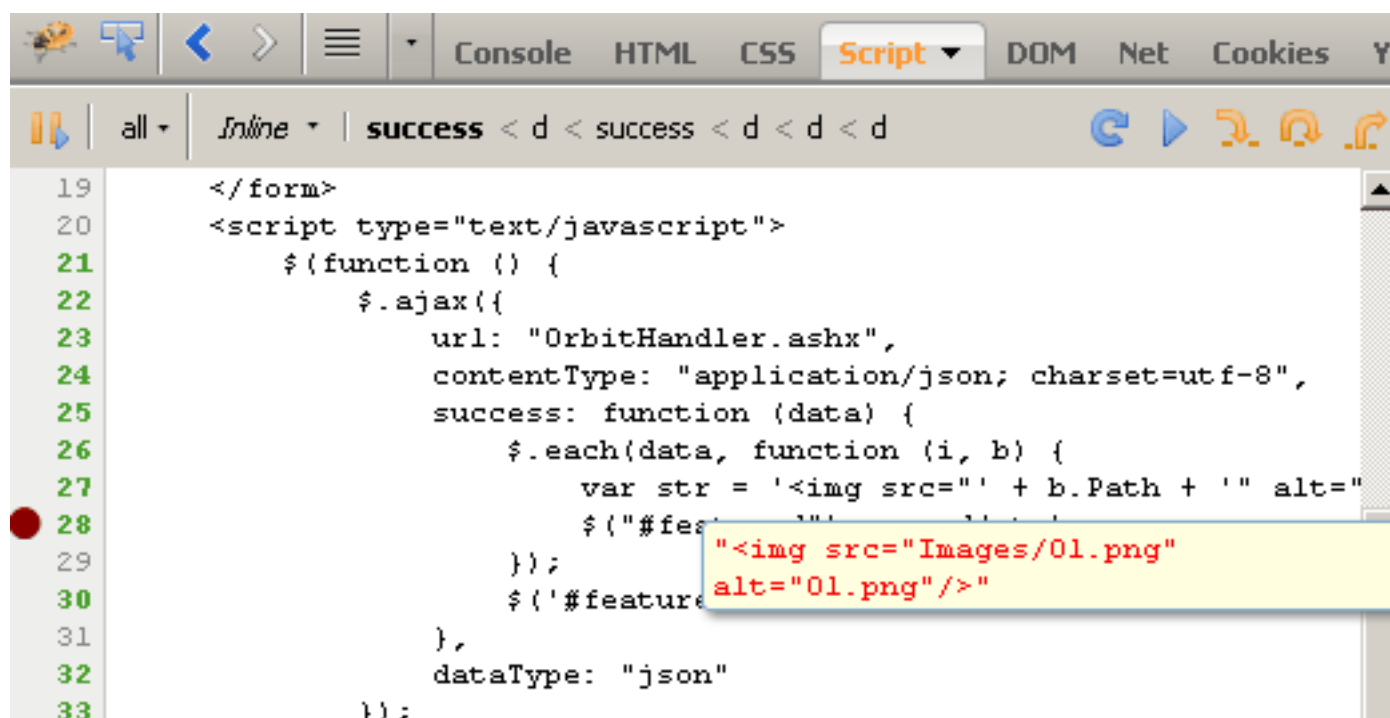 Console HTML CSS Script DOM Net Cookies Y
all Inline success < d < success < d < d < d
19 </form>
20 <script type="text/javascript">
21 $(function () {
22 $.ajax({
23 url: "OrbitHandler.ashx",
24 contentType: "application/json; charset=utf-8",
25 success: function (data) {
26 $.each(data, function (i, b) {
27 var str = '<img src="' + b.Path + '" alt="
28 $("#fea
"<img src="Images/01.png"
29 });
alt="01.png"/>"
30 $('#feature
31 },
32 dataType: "json"
33 });